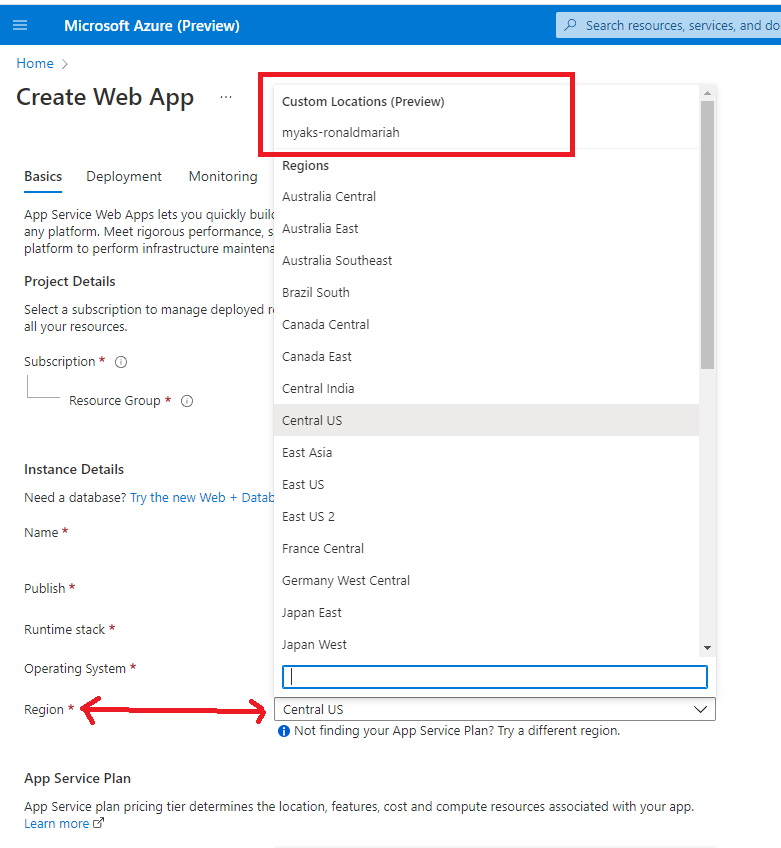 Microsoft Azure (Preview)
Search resources, services, and do
Home
Create Web App
...
Custom Locations (Preview)
myaks-ronaldmariah
Regions
Australia Central
Australia East
Australia Southeast
Brazil South
Canada Central
Canada East
Central India
Central US
East Asia
East US
East US 2
France Central
Germany West Central
Japan East
Japan West
Basics
Deployment
Monitoring
App Service Web Apps lets you quickly build
any platform. Meet rigorous performance, s
platform to perform infrastructure maintena
Project Details
Select a subscription to manage deployed r
all your resources.
Subscription *
Resource Group *
Instance Details
Need a database? Try the new Web + Datab
Name *
Publish *
Runtime stack *
Operating System *
Region *
Central US
Not finding your App Service Plan? Try a different region.
App Service Plan
App Service plan pricing tier determines the location, features, cost and compute resources associated with your app.
Learn more